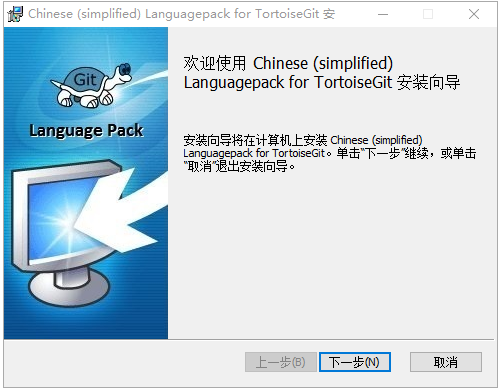 Chinese (simplified) Languagepack for TortoiseGit 安
Git
Language Pack
欢迎使用 Chinese (simplified)
Languagepack for TortoiseGit 安装向导
安装向导将在计算机上安装 Chinese (simplified)
Languagepack for TortoiseGit。单击“下一步”继续，或单击
“取消”退出安装向导。
上一步(B)
下一步(N)
取消